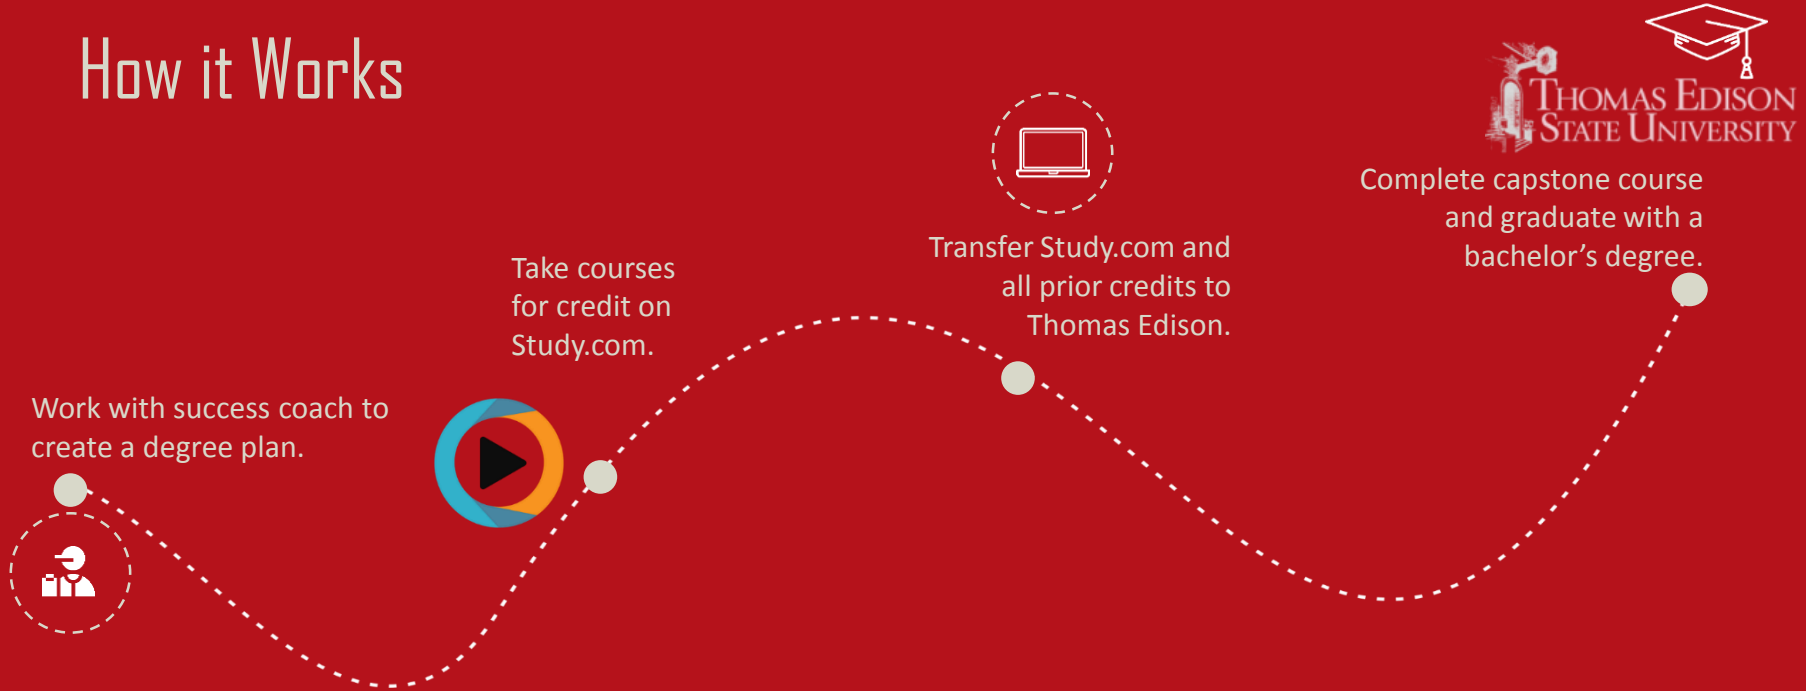 How it Works
Work with success coach to
create a degree plan.
Take courses
for credit on
Study.com.
Transfer Study.com and
all prior credits to
Thomas Edison.
THOMAS EDISON
STATE UNIVERSITY
Complete capstone course
and graduate with a
bachelor’s degree.